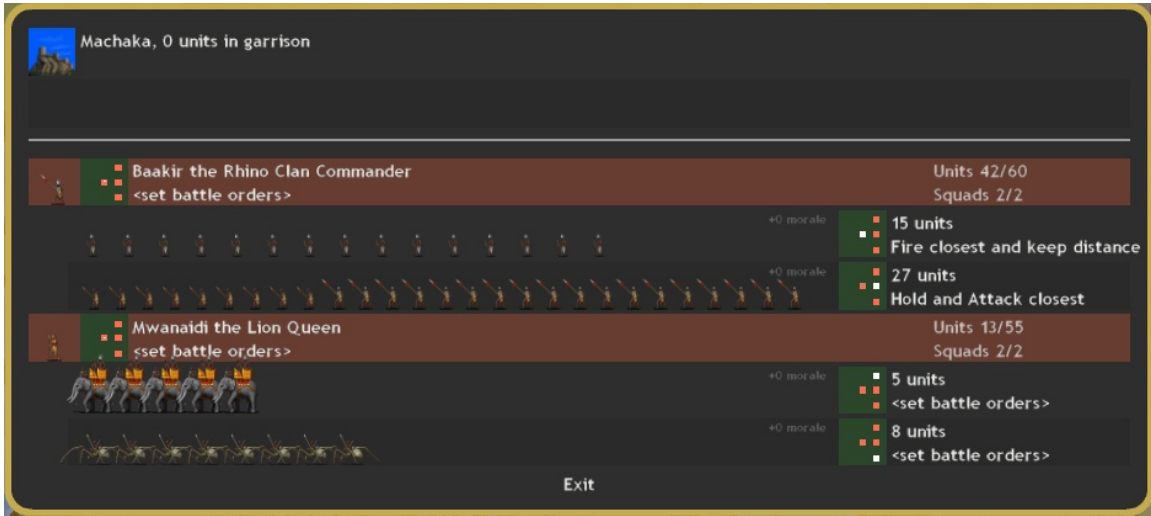 Machaka, 0 units in garrison
Baakir the Rhino Clan Commander
<set battle orders>
Units 42/60
Squads 2/2
+0 morale
15 units
Fire closest and keep distance
+0 morale
27 units
Hold and Attack closest
Mwanaidi the Lion Queen
<set battle orders>
Units 13/55
Squads 2/2
+0 morale
5 units
<set battle orders>
+0 morale
8 units
<set battle orders>
Exit